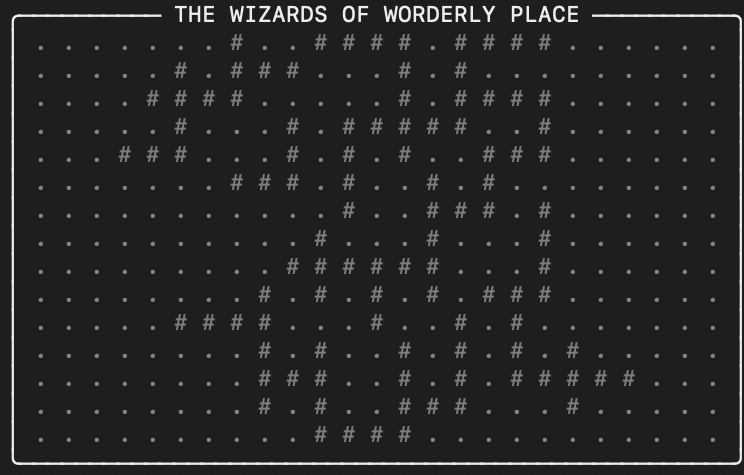 THE WIZARDS OF WORDERLY PLACE
. . . . . . . # . . # # # # . # # # # . . . . . .
. . . . . # . # # # . . . # . # . . . . . . . . .
. . . . # # # # . . . . . # . # # # # . . . . . .
. . . . . # . . . # . # # # # # . . # . . . . . .
. . . # # # . . . # . # . # . . # # # . . . . . .
. . . . . . . # # # . # . . # . # . . . . . . . .
. . . . . . . . . . . # . . # # # . # . . . . . .
. . . . . . . . . . # . . . # . . . # . . . . . .
. . . . . . . . . # # # # # # . . . # . . . . . .
. . . . . . . . # . # . # . # . # # # . . . . . .
. . . . . # # # # . . . # . . # . # . . . . . . .
. . . . . . . . # . # . . # . # . # . # . . . . .
. . . . . . . . # # # . . # . # . # # # # # . . .
. . . . . . . . # . # . . # # # . . . # . . . . .
. . . . . . . . . . # # # # . . . . . . . . . . .